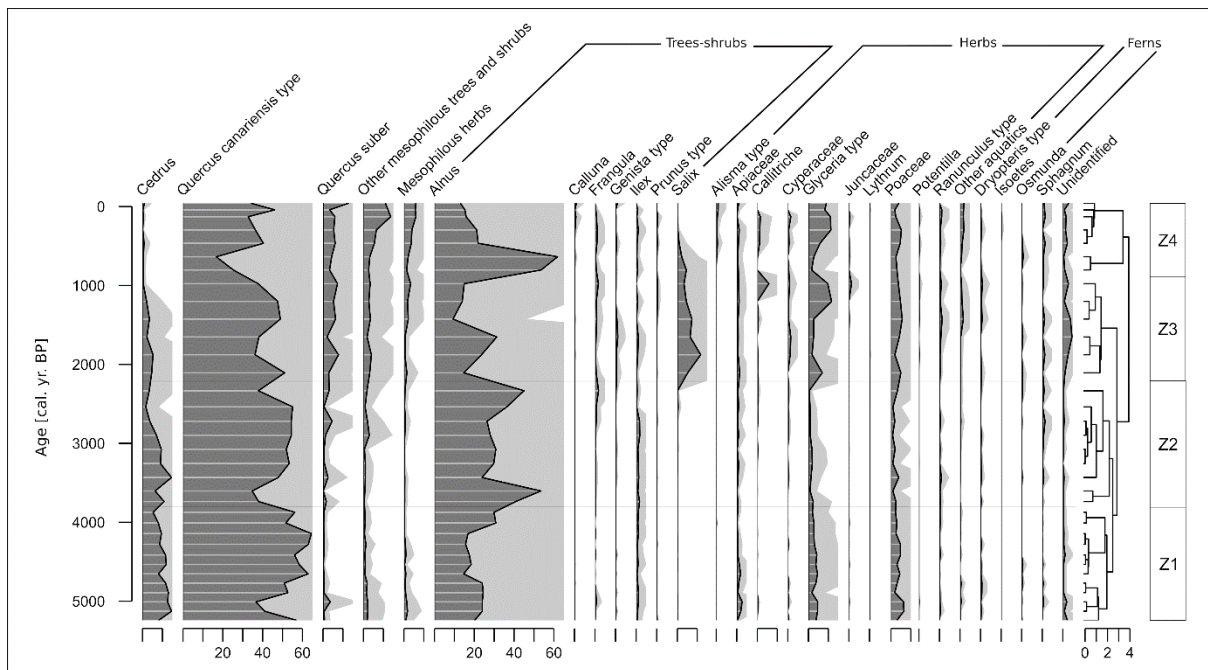 Trees-shrubs
Herbs
Ferns
Cedrus
Quercus canariensis type
Quercus suber
Other mesophilous trees and shrubs
Mesophilous herbs
Alnus
Calluna
Frangula
Genista type
Ilex
Prunus type
Salix
Alisma type
Apiaceae
Callitriche
Cyperaceae
Glyceria type
Juncaceae
Lythrum
Poaceae
Potentilla
Ranunculus type
Other aquatics
Dryopteris type
Isoetes
Osmunda
Sphagnum
Unidentified
Age [cal. yr. BP]
0
1000
2000
3000
4000
5000
Z4
Z3
Z2
Z1
20 40 60
20 40 60
0 2 4